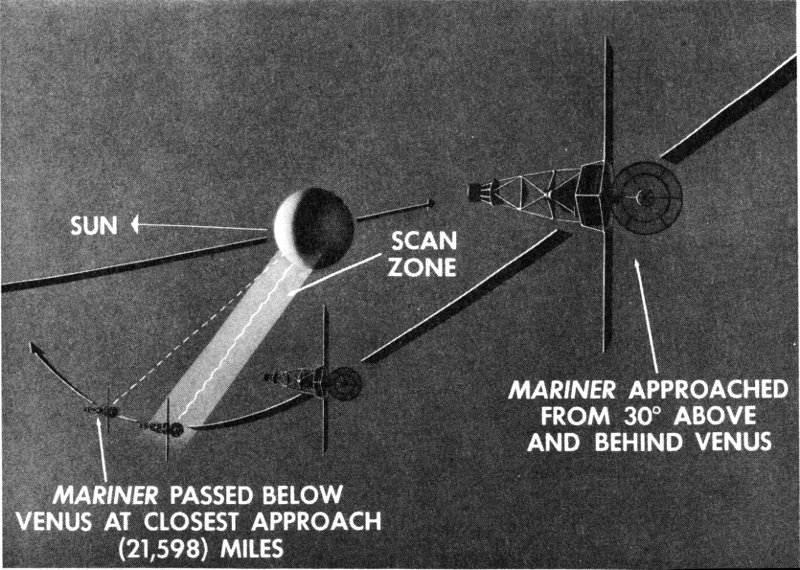 SUN
SCAN
ZONE
MARINER APPROACHED
FROM 30° ABOVE
AND BEHIND VENUS
MARINER PASSED BELOW
VENUS AT CLOSEST APPROACH
(21,598) MILES